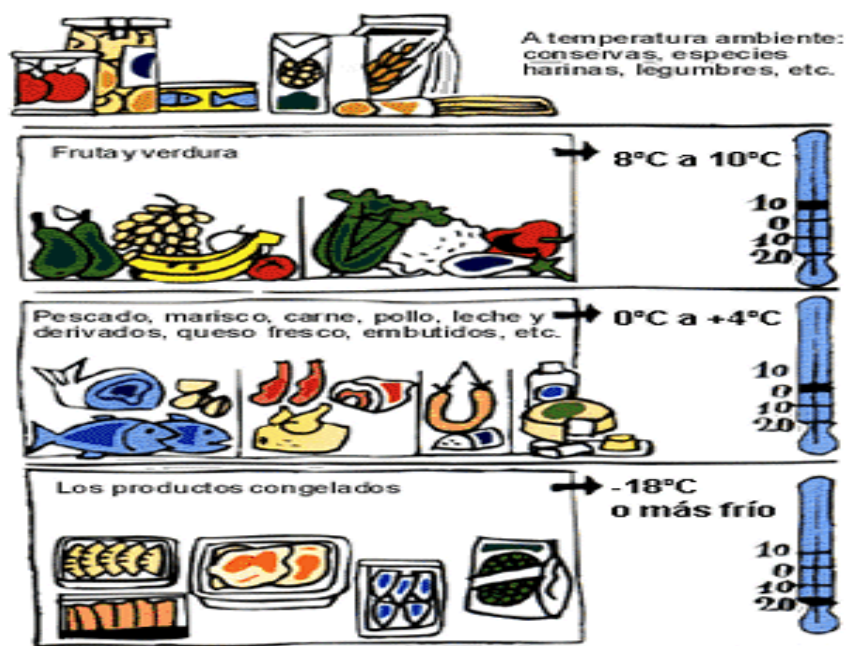 A temperatura ambiente:
conservas, especies
harinas, legumbres, etc.
Fruta y verdura
8ºC a 10ºC
10
0
10
20
Pescado, marisco, carne, pollo, leche y
derivados, queso fresco, embutidos, etc.
0ºC a +4ºC
10
0
10
20
Los productos congelados
-18ºC
o más frío
10
0
10
20